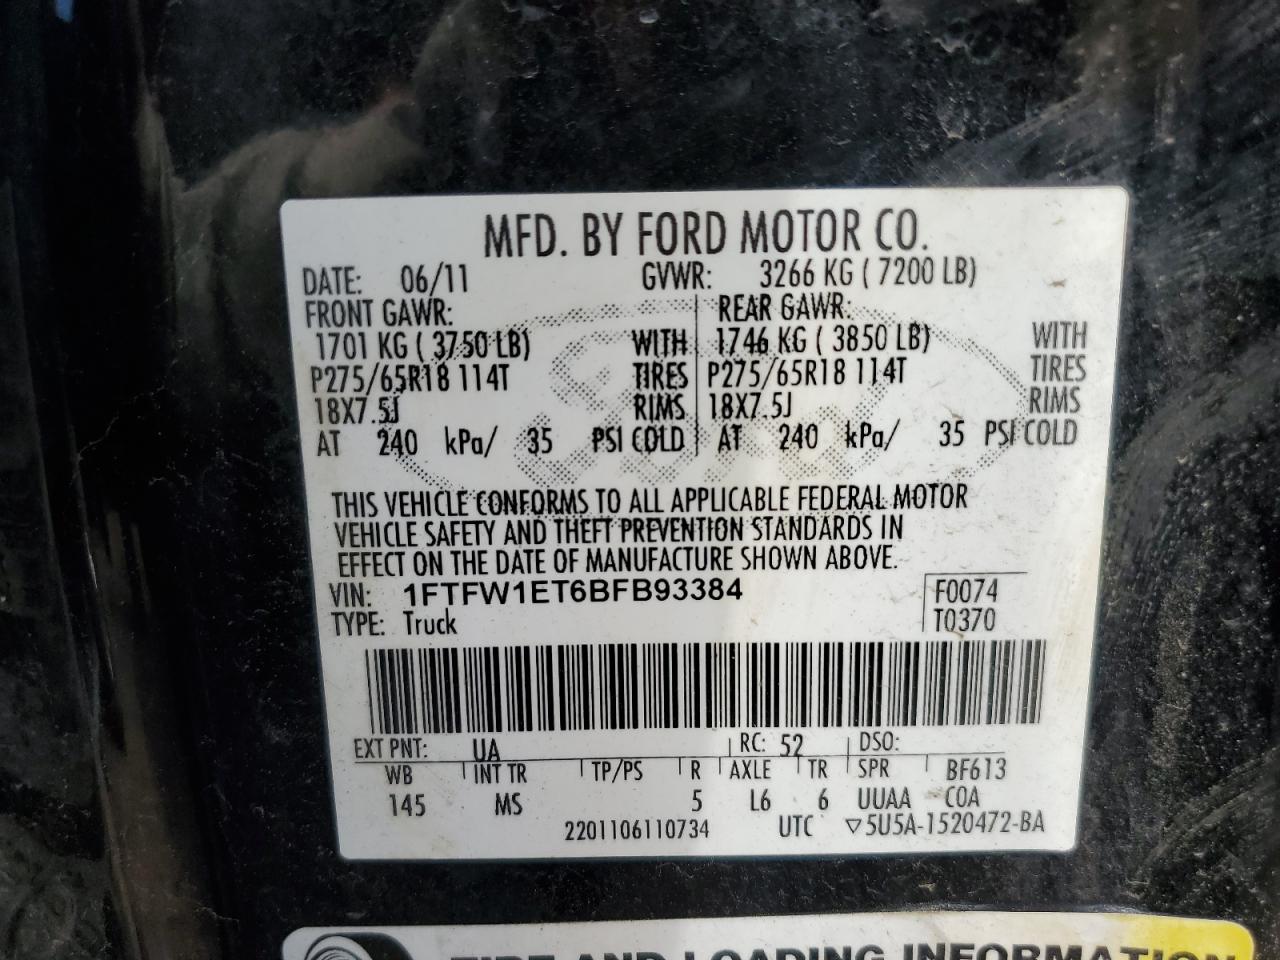 MFD. BY FORD MOTOR CO.
DATE: 06/11 GVWR: 3266 KG ( 7200 LB)
FRONT GAWR: REAR GAWR:
1701 KG ( 3750 LB) WITH 1746 KG ( 3850 LB) WITH
P275/65R18 114T TIRES P275/65R18 114T TIRES
18X7.5J RIMS 18X7.5J RIMS
AT 240 kPa/ 35 PSI COLD AT 240 kPa/ 35 PSI COLD
THIS VEHICLE CONFORMS TO ALL APPLICABLE FEDERAL MOTOR
VEHICLE SAFETY AND THEFT PREVENTION STANDARDS IN
EFFECT ON THE DATE OF MANUFACTURE SHOWN ABOVE.
VIN: 1FTFW1ET6BFB93384 F0074
TYPE: Truck T0370
EXT PNT: UA RC: 52 DSO:
WB INT TR TP/PS R AXLE TR SPR BF613
145 MS 5 L6 6 UUAA COA
2201106110734 UTC ▽5U5A-1520472-BA
TIRE AND LOADING INFORMATION